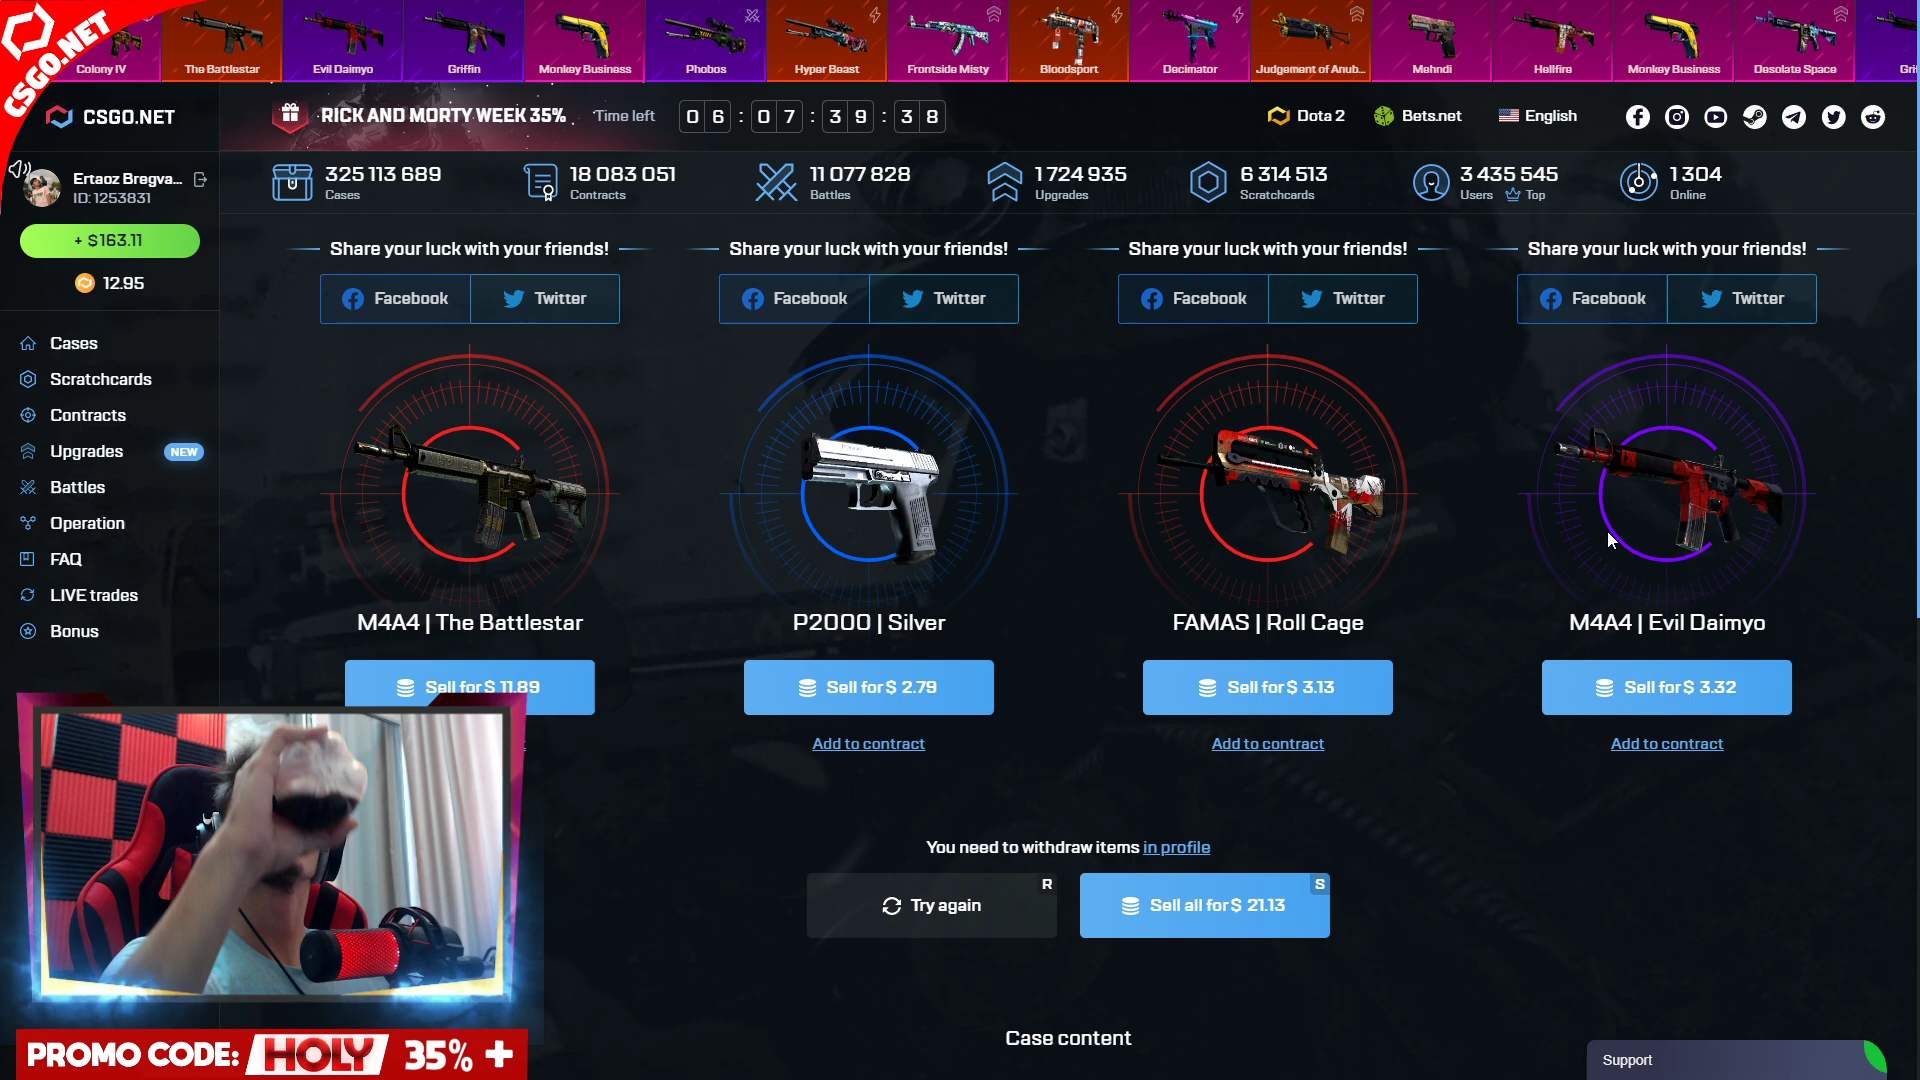 Colony IV
The Battlestar
Evil Daimyo
Griffin
Monkey Business
Phobos
Hyper Beast
Frontside Misty
Bloodsport
Decimator
Judgement of Anub...
Mehndi
Hellfire
Monkey Business
Desolate Space
Gri
CSGO.NET
CSGO.NET
RICK AND MORTY WEEK 35%
Time left
06 : 07 : 39 : 38
Dota 2
Bets.net
English
Ertaoz Bregva...
ID: 1253831
+ $163.11
12.95
325 113 689
Cases
18 083 051
Contracts
11 077 828
Battles
1 724 935
Upgrades
6 314 513
Scratchcards
3 435 545
Users Top
1 304
Online
Cases
Scratchcards
Contracts
Upgrades NEW
Battles
Operation
FAQ
LIVE trades
Bonus
Share your luck with your friends!
Facebook Twitter
M4A4 | The Battlestar
Sell for $ 11.89
Share your luck with your friends!
Facebook Twitter
P2000 | Silver
Sell for $ 2.79
Add to contract
Share your luck with your friends!
Facebook Twitter
FAMAS | Roll Cage
Sell for $ 3.13
Add to contract
Share your luck with your friends!
Facebook Twitter
M4A4 | Evil Daimyo
Sell for $ 3.32
Add to contract
You need to withdraw items in profile
Try again R
Sell all for $ 21.13 S
Case content
PROMO CODE: HOLY 35% +
Support